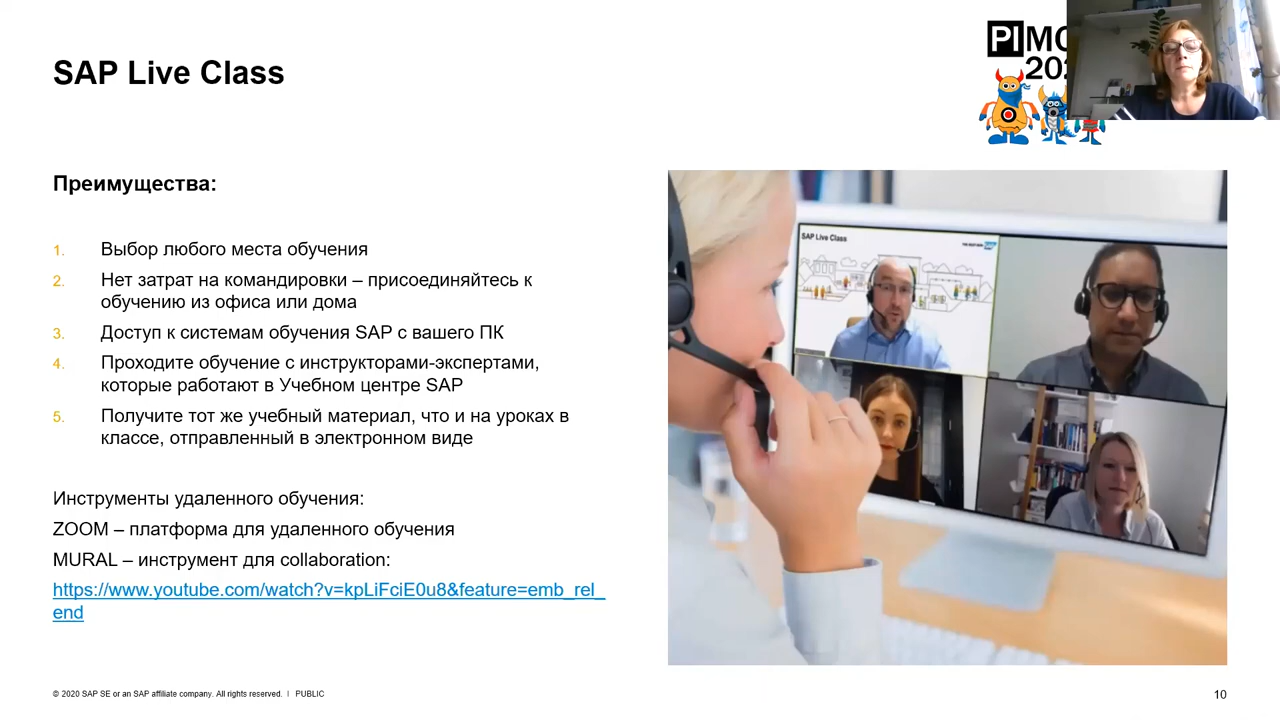 SAP Live Class
PIMO
202
Преимущества:
1. Выбор любого места обучения
2. Нет затрат на командировки – присоединяйтесь к
обучению из офиса или дома
3. Доступ к системам обучения SAP с вашего ПК
4. Проходите обучение с инструкторами-экспертами,
которые работают в Учебном центре SAP
5. Получите тот же учебный материал, что и на уроках в
классе, отправленный в электронном виде
Инструменты удаленного обучения:
ZOOM – платформа для удаленного обучения
MURAL – инструмент для collaboration:
https://www.youtube.com/watch?v=kpLiFciE0u8&feature=emb_rel_
end
SAP Live Class
SAP
© 2020 SAP SE or an SAP affiliate company. All rights reserved. | PUBLIC
10